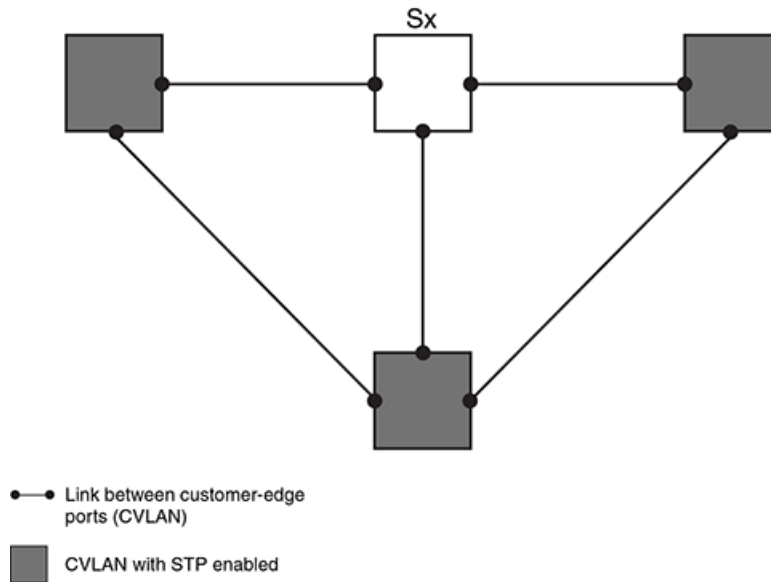 Sx
Link between customer-edge
ports (CVLAN)
CVLAN with STP enabled